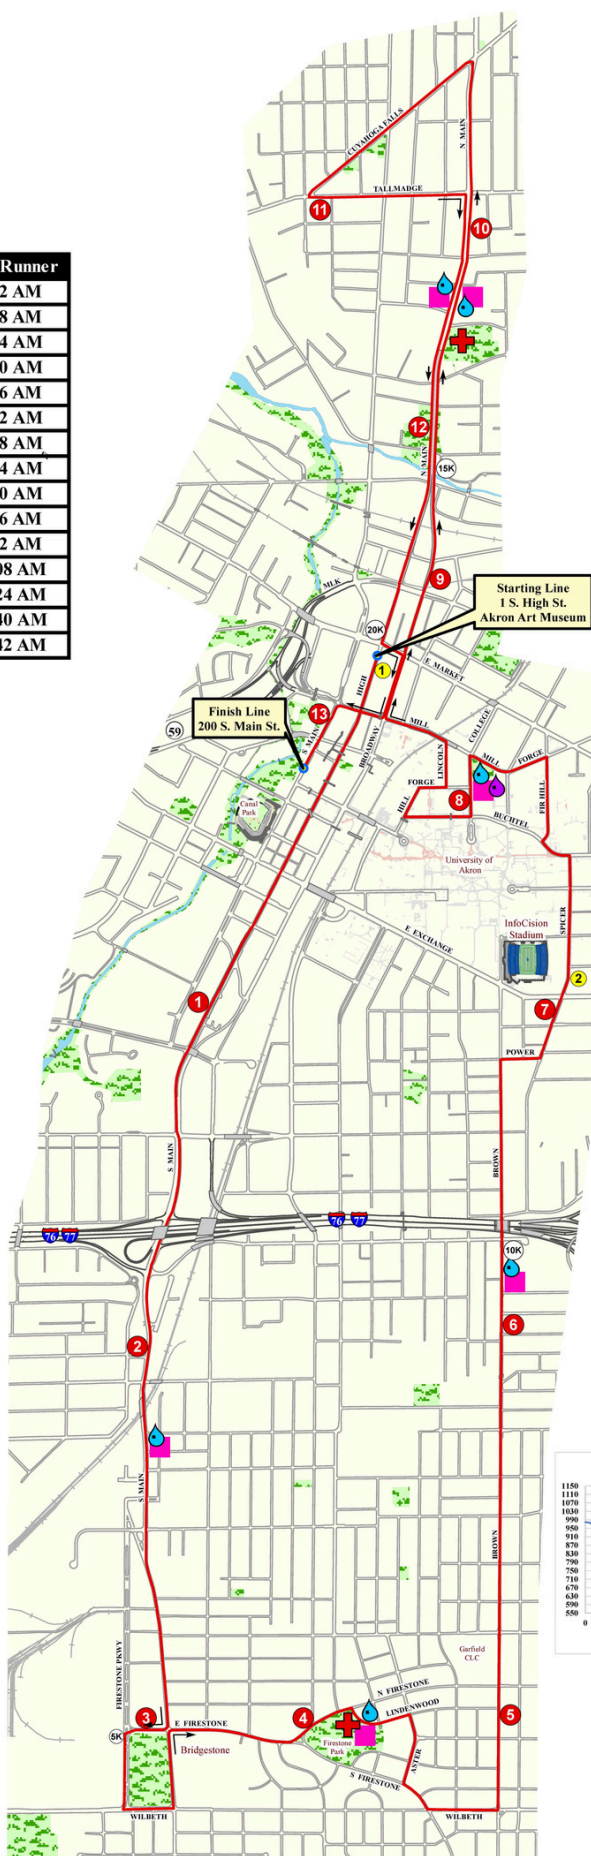 Runner
2 AM
8 AM
4 AM
0 AM
6 AM
2 AM
8 AM
4 AM
0 AM
6 AM
2 AM
08 AM
24 AM
40 AM
42 AM
CUYAHOGA FALLS
N MAIN
TALLMADGE
11
10
12
N MAIN
15K
9
MLK
Starting Line
1 S. High St.
Akron Art Museum
20K
1
E MARKET
HIGH
13
Finish Line
200 S. Main St.
59
S MAIN
BROADWAY
MILL
COLLEGE
LINCOLN
MILL
FORGE
FORGE
HILL
8
FIR HILL
BUCHTEL
Canal
Park
University of
Akron
SPICER
E EXCHANGE
InfoCision
Stadium
2
1
7
POWER
S MAIN
BROWN
76 77
76 77
10K
6
2
S MAIN
1150
1110
1070
1030
990
950
910
870
830
790
750
710
670
630
590
550
0
BROWN
FIRESTONE PKWY
Garfield
CLC
N FIRESTONE
LINDENWOOD
3
4
5
5K
E FIRESTONE
Bridgestone
Firestone
Park
ASTER
S FIRESTONE
WILBETH
WILBETH